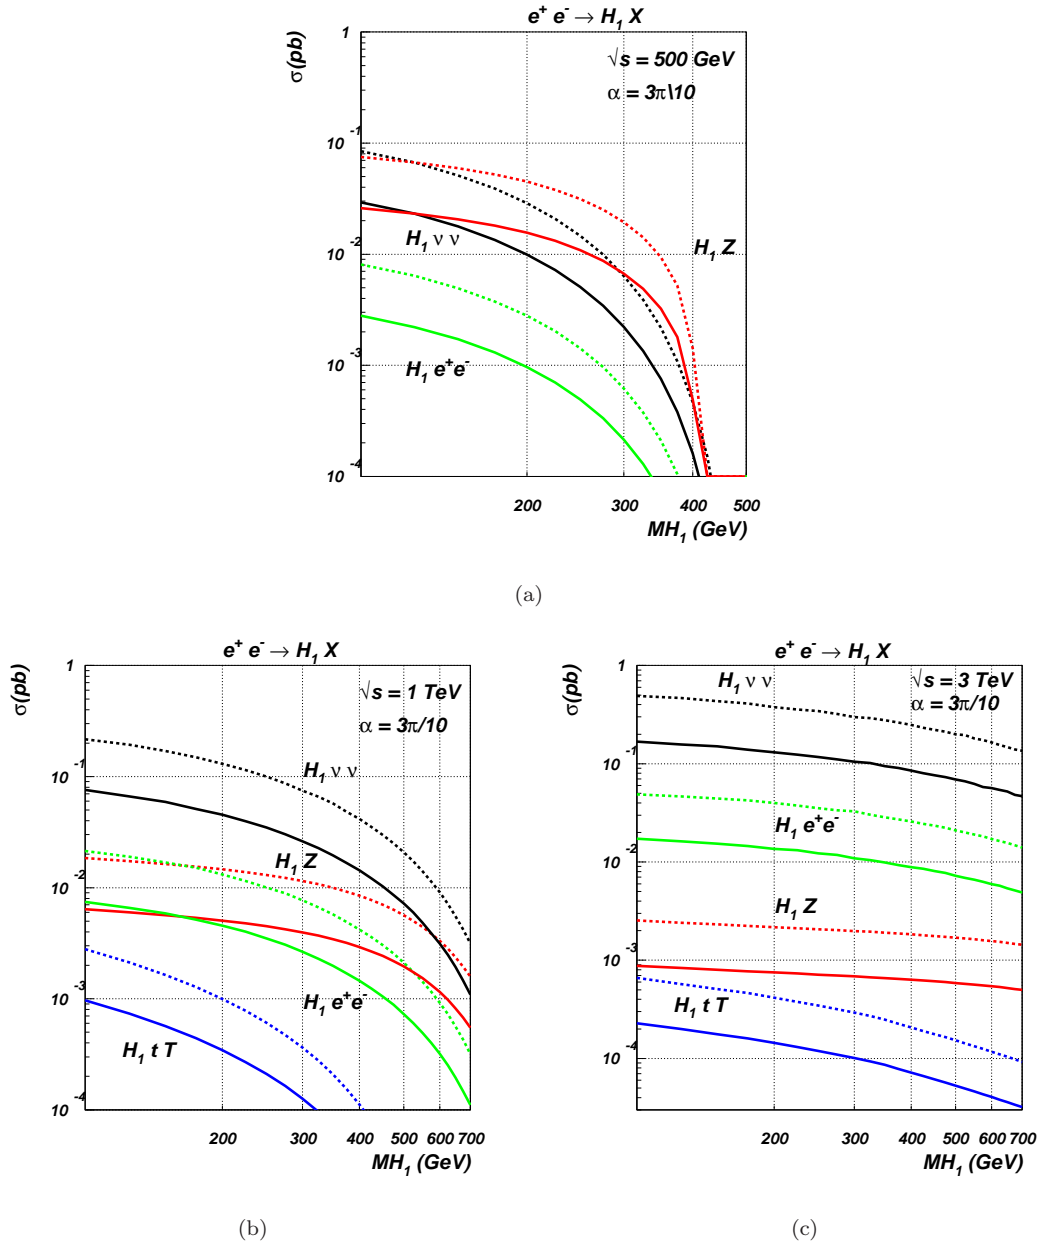 e⁺ e⁻ → H₁ X
σ(pb)
√s = 500 GeV
α = 3π\10
1
10⁻¹
10⁻²
10⁻³
10⁻⁴
H₁ ν ν
H₁ Z
H₁ e⁺e⁻
200 300 400 500
MH₁ (GeV)
(a)
e⁺ e⁻ → H₁ X
σ(pb)
√s = 1 TeV
α = 3π/10
1
10⁻¹
10⁻²
10⁻³
10⁻⁴
H₁ ν ν
H₁ Z
H₁ e⁺e⁻
H₁ t T
200 300 400 500 600 700
MH₁ (GeV)
(b)
e⁺ e⁻ → H₁ X
σ(pb)
H₁ ν ν
√s = 3 TeV
α = 3π/10
1
10⁻¹
10⁻²
10⁻³
10⁻⁴
H₁ e⁺e⁻
H₁ Z
H₁ t T
200 300 400 500 600 700
MH₁ (GeV)
(c)